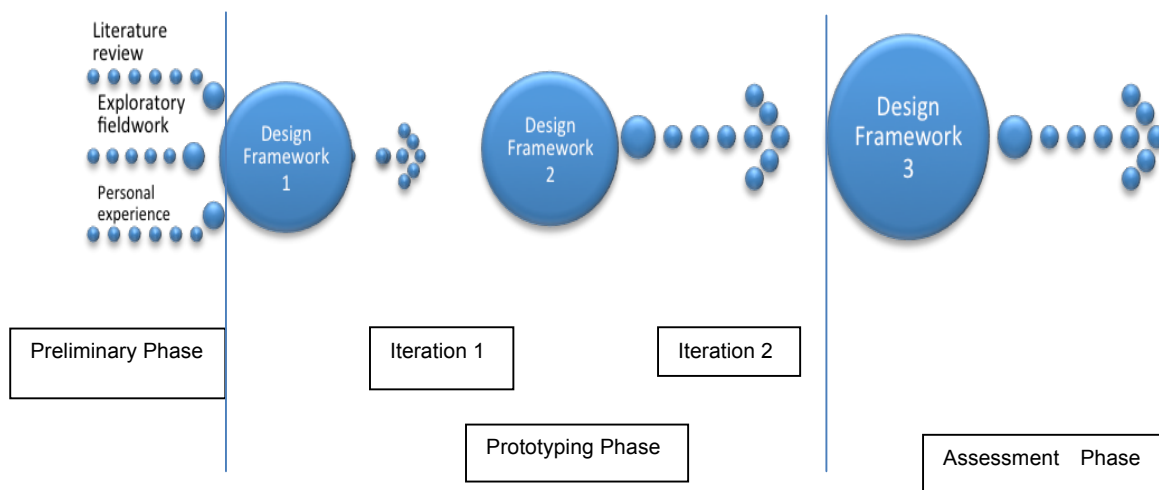 Literature
review
Exploratory
fieldwork
Personal
experience
Design
Framework
1
Design
Framework
2
Design
Framework
3
Preliminary Phase
Iteration 1
Iteration 2
Prototyping Phase
Assessment Phase